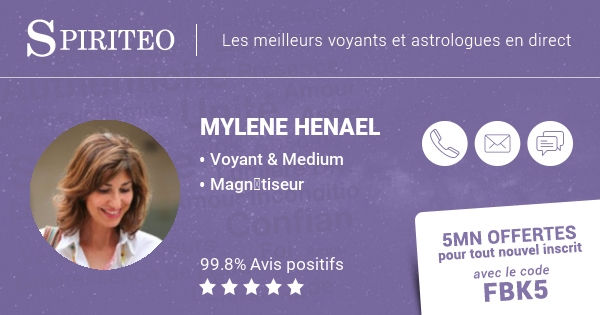 SPIRITEO
Les meilleurs voyants et astrologues en direct
MYLENE HENAEL
• Voyant & Medium
• Magn▯tiseur
99.8% Avis positifs
5MN OFFERTES
pour tout nouvel inscrit
avec le code
FBK5